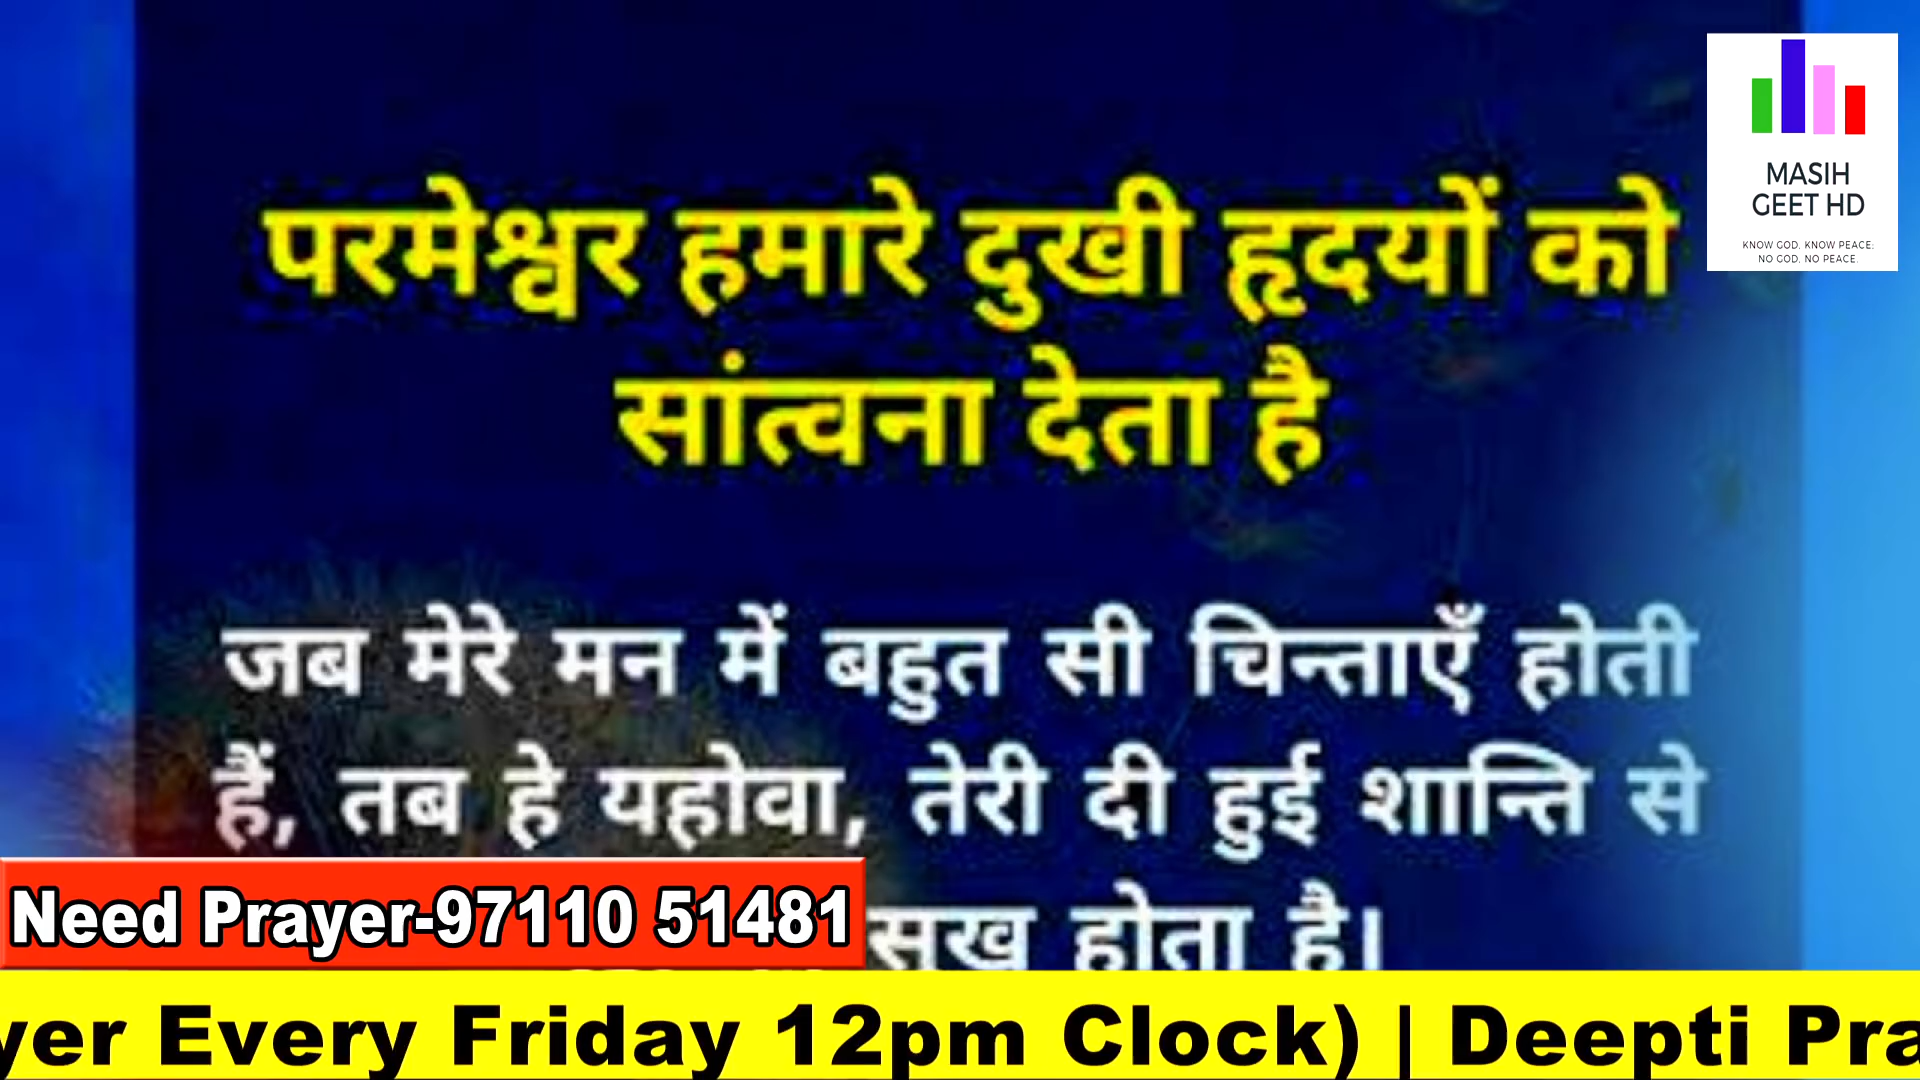 परमेश्वर हमारे दुखी हृदयों को
सांत्वना देता है
MASIH
GEET HD
KNOW GOD, KNOW PEACE;
NO GOD, NO PEACE.
जब मेरे मन में बहुत सी चिन्ताएँ होती
हैं, तब हे यहोवा, तेरी दी हुई शान्ति से
सुख होता है।
Need Prayer-97110 51481
yer Every Friday 12pm Clock) | Deepti Pra